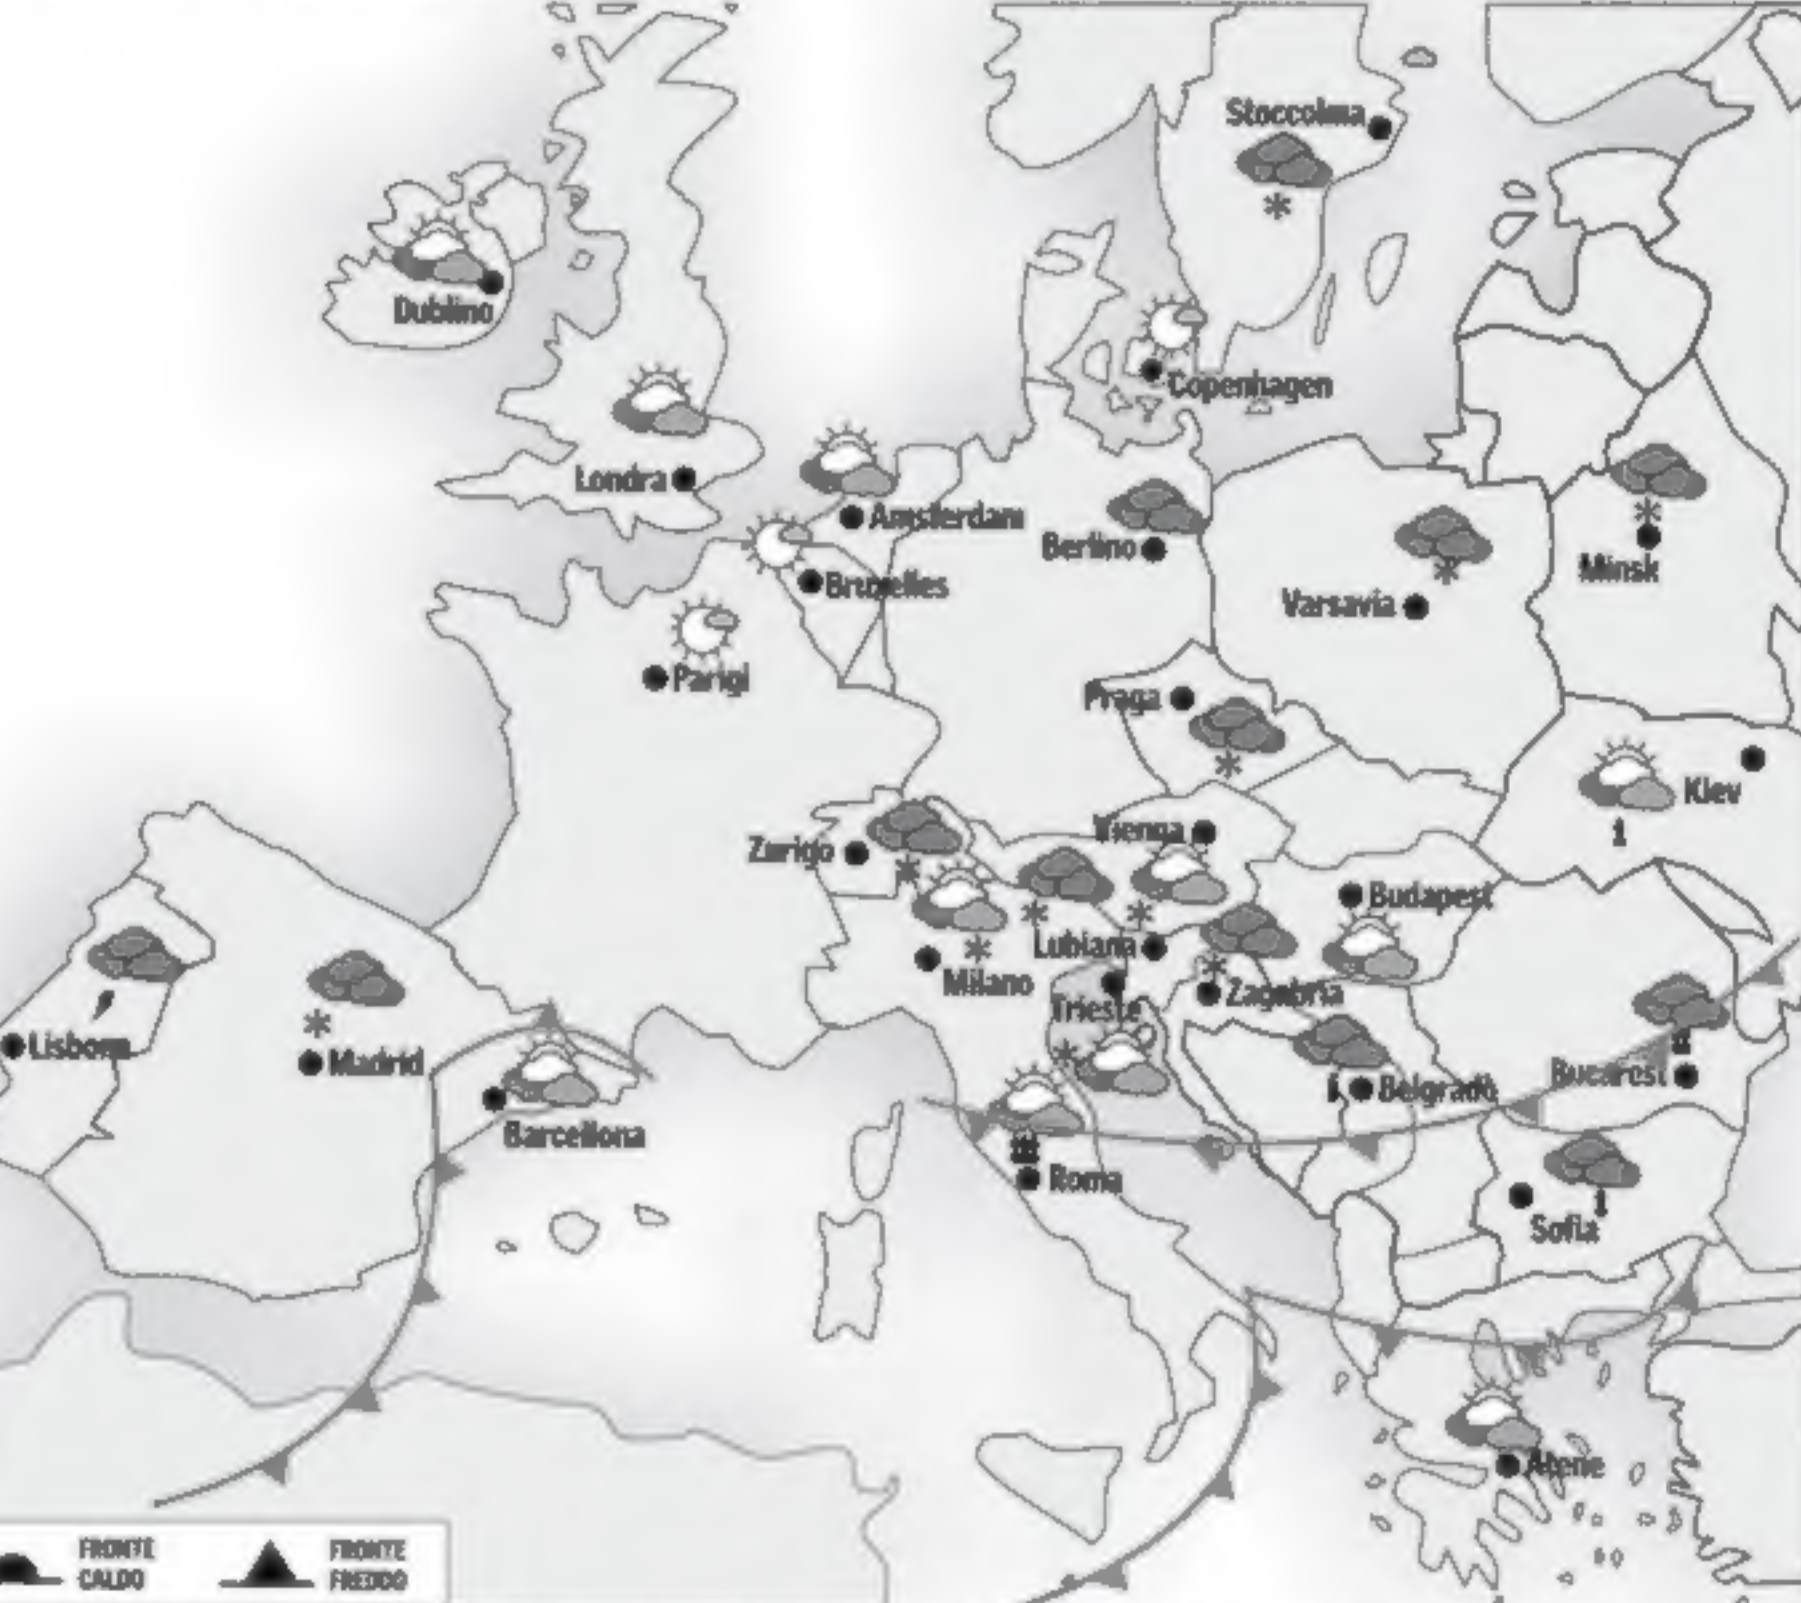 Stoccolma
Dublino
Copenhagen
Londra
Amsterdam
Berlino
Bruxelles
Minsk
Varsavia
Parigi
Praga
Kiev
Vienna
Zurigo
Budapest
Lubiana
Milano
Zagabria
Trieste
Lisbona
Madrid
Bucarest
Belgrado
Barcellona
Roma
Sofia
Atene
FRONTE
CALDO
FRONTE
FREDDO